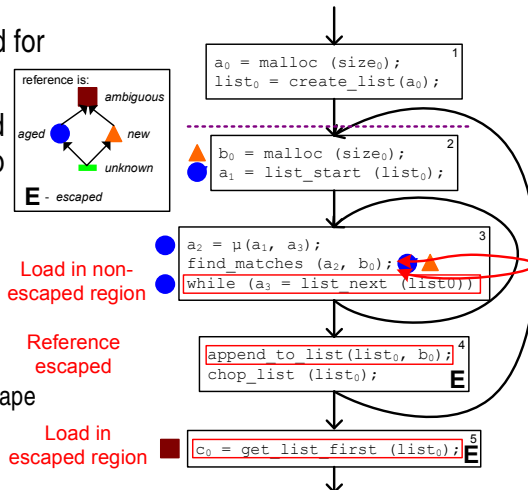 d for
reference is:
ambiguous
aged
new
unknown
E - escaped
d
o
1
a0 = malloc (size0);
list0 = create_list(a0);
2
b0 = malloc (size0);
a1 = list_start (list0);
3
a2 = μ(a1, a3);
find_matches (a2, b0);
while (a3 = list_next (list0))
Load in non-
escaped region
Reference
escaped
4
append_to_list(list0, b0);
chop_list (list0);
E
ape
Load in
escaped region
5
c0 = get_list_first (list0);
E